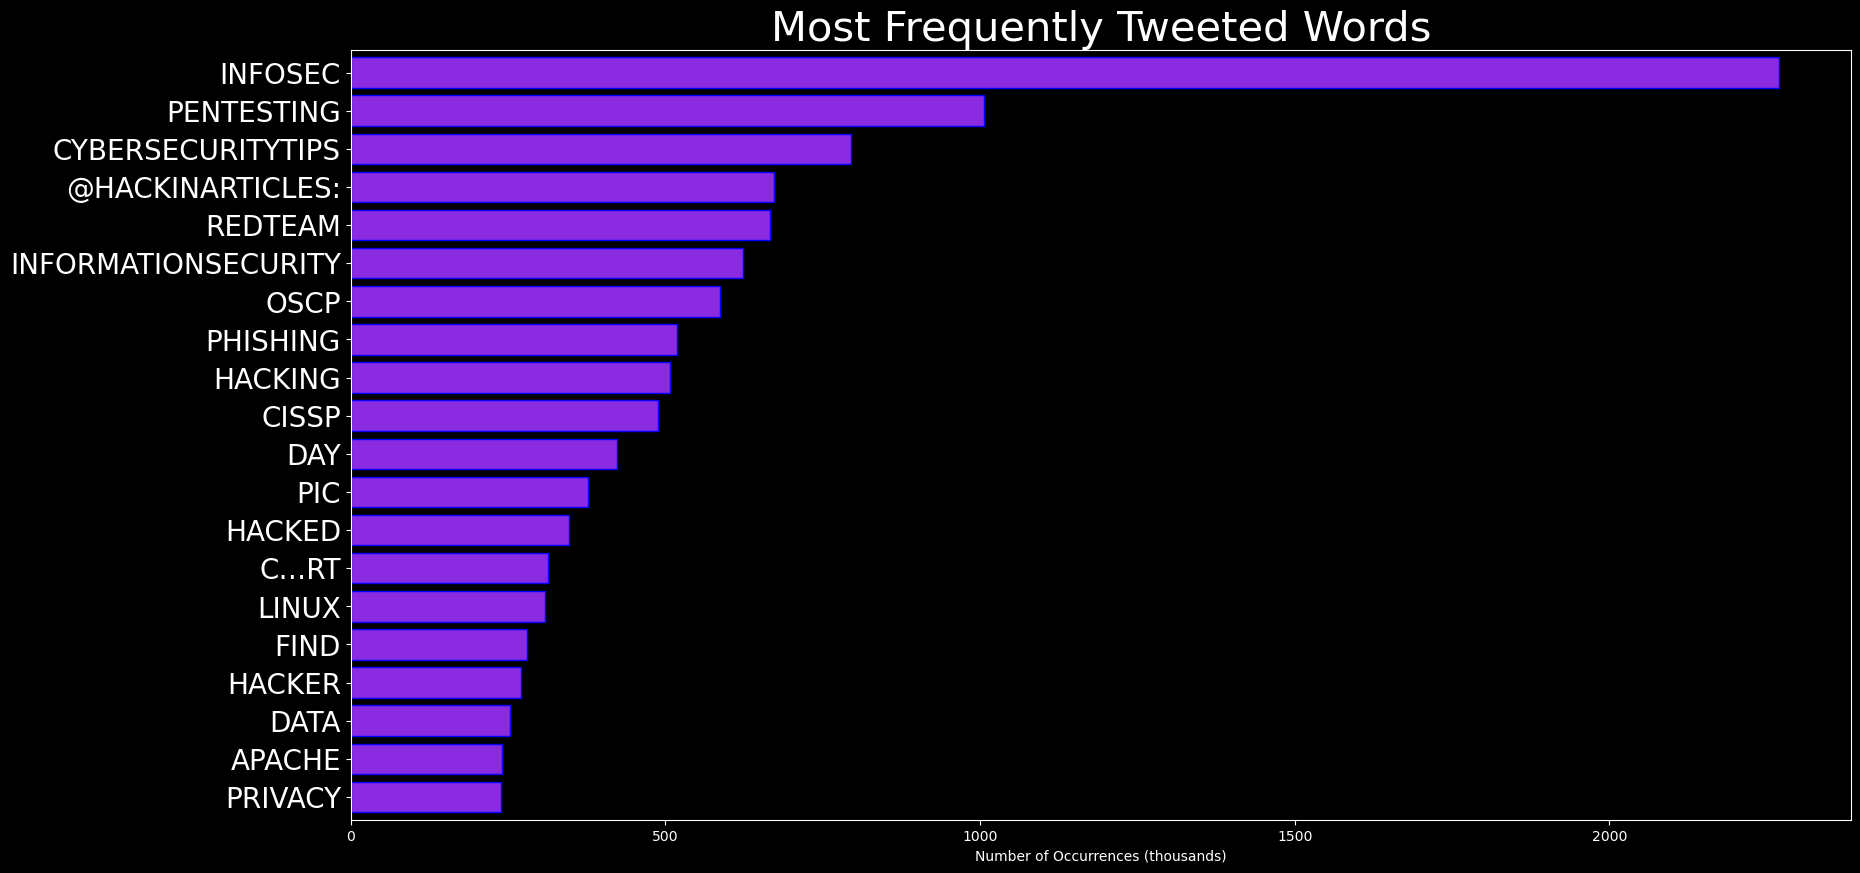 Most Frequently Tweeted Words
INFOSEC
PENTESTING
CYBERSECURITYTIPS
@HACKINARTICLES:
REDTEAM
INFORMATIONSECURITY
OSCP
PHISHING
HACKING
CISSP
DAY
PIC
HACKED
C…RT
LINUX
FIND
HACKER
DATA
APACHE
PRIVACY
0 500 1000 1500 2000
Number of Occurrences (thousands)